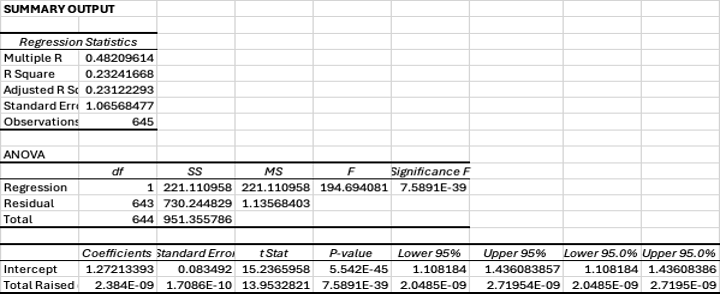 SUMMARY OUTPUT
Regression Statistics
Multiple R 0.48209614
R Square 0.23241668
Adjusted R Sq 0.23122293
Standard Erro 1.06568477
Observations 645
ANOVA
df SS MS F Significance F
Regression 1 221.110958 221.110958 194.694081 7.5891E-39
Residual 643 730.244829 1.13568403
Total 644 951.355786
Coefficients Standard Error t Stat P-value Lower 95% Upper 95% Lower 95.0% Upper 95.0%
Intercept 1.27213393 0.083492 15.2365958 5.542E-45 1.108184 1.436083857 1.108184 1.43608386
Total Raised 2.384E-09 1.7086E-10 13.9532821 7.5891E-39 2.0485E-09 2.71954E-09 2.0485E-09 2.7195E-09